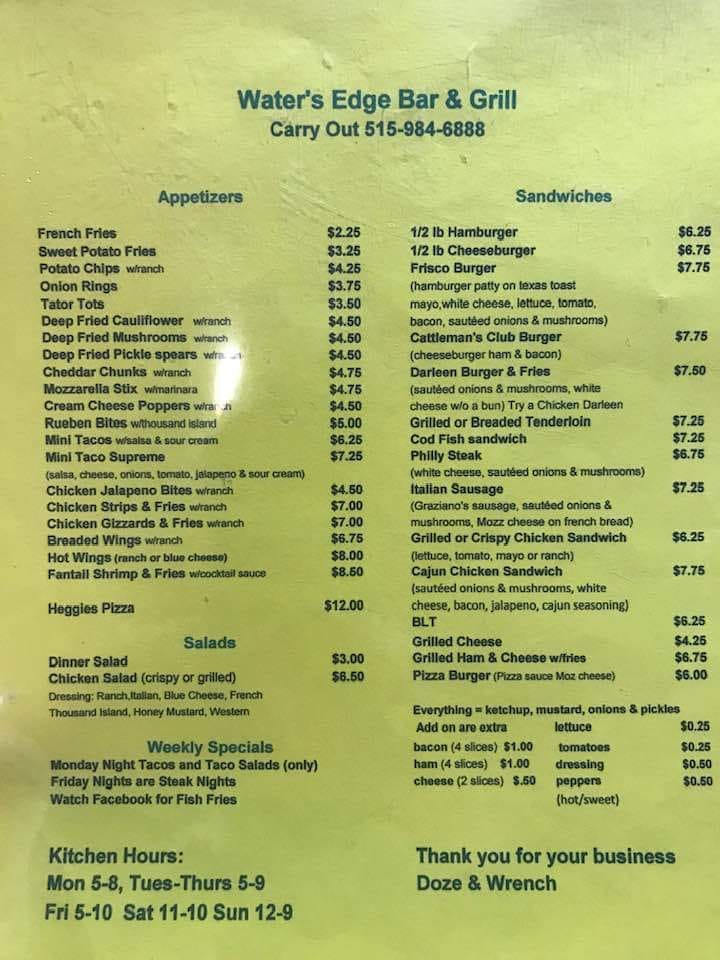 Water's Edge Bar & Grill
Carry Out 515-984-6888
Appetizers
French Fries $2.25
Sweet Potato Fries $3.25
Potato Chips w/ranch $4.25
Onion Rings $3.75
Tator Tots $3.50
Deep Fried Cauliflower w/ranch $4.50
Deep Fried Mushrooms w/ranch $4.50
Deep Fried Pickle spears $4.50
Cheddar Chunks w/ranch $4.75
Mozzarella Stix w/marinara $4.75
Cream Cheese Poppers $4.50
Rueben Bites w/thousand island $5.00
Mini Tacos w/salsa & sour cream $6.25
Mini Taco Supreme $7.25
(salsa, cheese, onions, tomato, jalapeno & sour cream)
Chicken Jalapeno Bites w/ranch $4.50
Chicken Strips & Fries w/ranch $7.00
Chicken Gizzards & Fries w/ranch $7.00
Breaded Wings w/ranch $6.75
Hot Wings (ranch or blue cheese) $8.00
Fantail Shrimp & Fries w/cocktail sauce $8.50
Heggies Pizza $12.00
Salads
Dinner Salad $3.00
Chicken Salad (crispy or grilled) $6.50
Dressing: Ranch,Italian, Blue Cheese, French
Thousand Island, Honey Mustard, Western
Weekly Specials
Monday Night Tacos and Taco Salads (only)
Friday Nights are Steak Nights
Watch Facebook for Fish Fries
Kitchen Hours:
Mon 5-8, Tues-Thurs 5-9
Fri 5-10 Sat 11-10 Sun 12-9
Sandwiches
1/2 lb Hamburger $6.25
1/2 lb Cheeseburger $6.75
Frisco Burger $7.75
(hamburger patty on texas toast
mayo,white cheese, lettuce, tomato,
bacon, sautéed onions & mushrooms)
Cattleman's Club Burger $7.75
(cheeseburger ham & bacon)
Darleen Burger & Fries $7.50
(sautéed onions & mushrooms, white
cheese w/o a bun) Try a Chicken Darleen
Grilled or Breaded Tenderloin $7.25
Cod Fish sandwich $7.25
Philly Steak $6.75
(white cheese, sautéed onions & mushrooms)
Italian Sausage $7.25
(Graziano's sausage, sautéed onions &
mushrooms, Mozz cheese on french bread)
Grilled or Crispy Chicken Sandwich $6.25
(lettuce, tomato, mayo or ranch)
Cajun Chicken Sandwich $7.75
(sautéed onions & mushrooms, white
cheese, bacon, jalapeno, cajun seasoning)
BLT $6.25
Grilled Cheese $4.25
Grilled Ham & Cheese w/fries $6.75
Pizza Burger (Pizza sauce Moz cheese) $6.00
Everything = ketchup, mustard, onions & pickles
Add on are extra lettuce $0.25
bacon (4 slices) $1.00 tomatoes $0.25
ham (4 slices) $1.00 dressing $0.50
cheese (2 slices) $.50 peppers $0.50
(hot/sweet)
Thank you for your business
Doze & Wrench